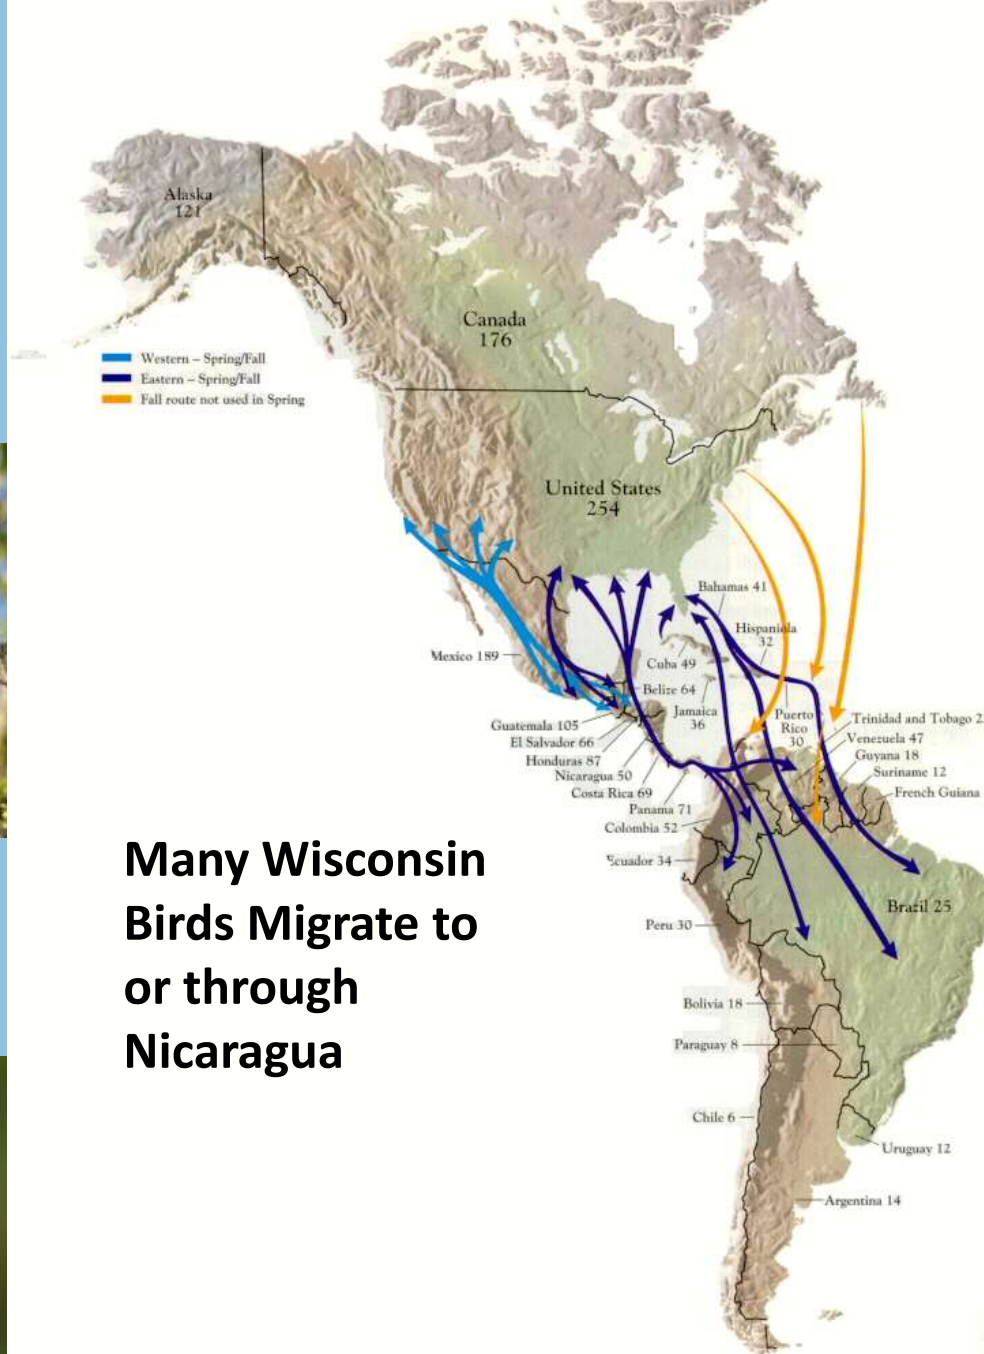 Alaska
121
Canada
176
Western – Spring/Fall
Eastern – Spring/Fall
Fall route not used in Spring
United States
254
Bahamas 41
Hispaniola
32
Mexico 189
Cuba 49
Belize 64
Jamaica
36
Puerto
Rico
30
Guatemala 105
El Salvador 66
Honduras 87
Nicaragua 50
Costa Rica 69
Panama 71
Colombia 52
Ecuador 34
Trinidad and Tobago
Venezuela 47
Guyana 18
Suriname 12
French Guiana
Many Wisconsin
Birds Migrate to
or through
Nicaragua
Brazil 25
Peru 30
Bolivia 18
Paraguay 8
Chile 6
Uruguay 12
Argentina 14